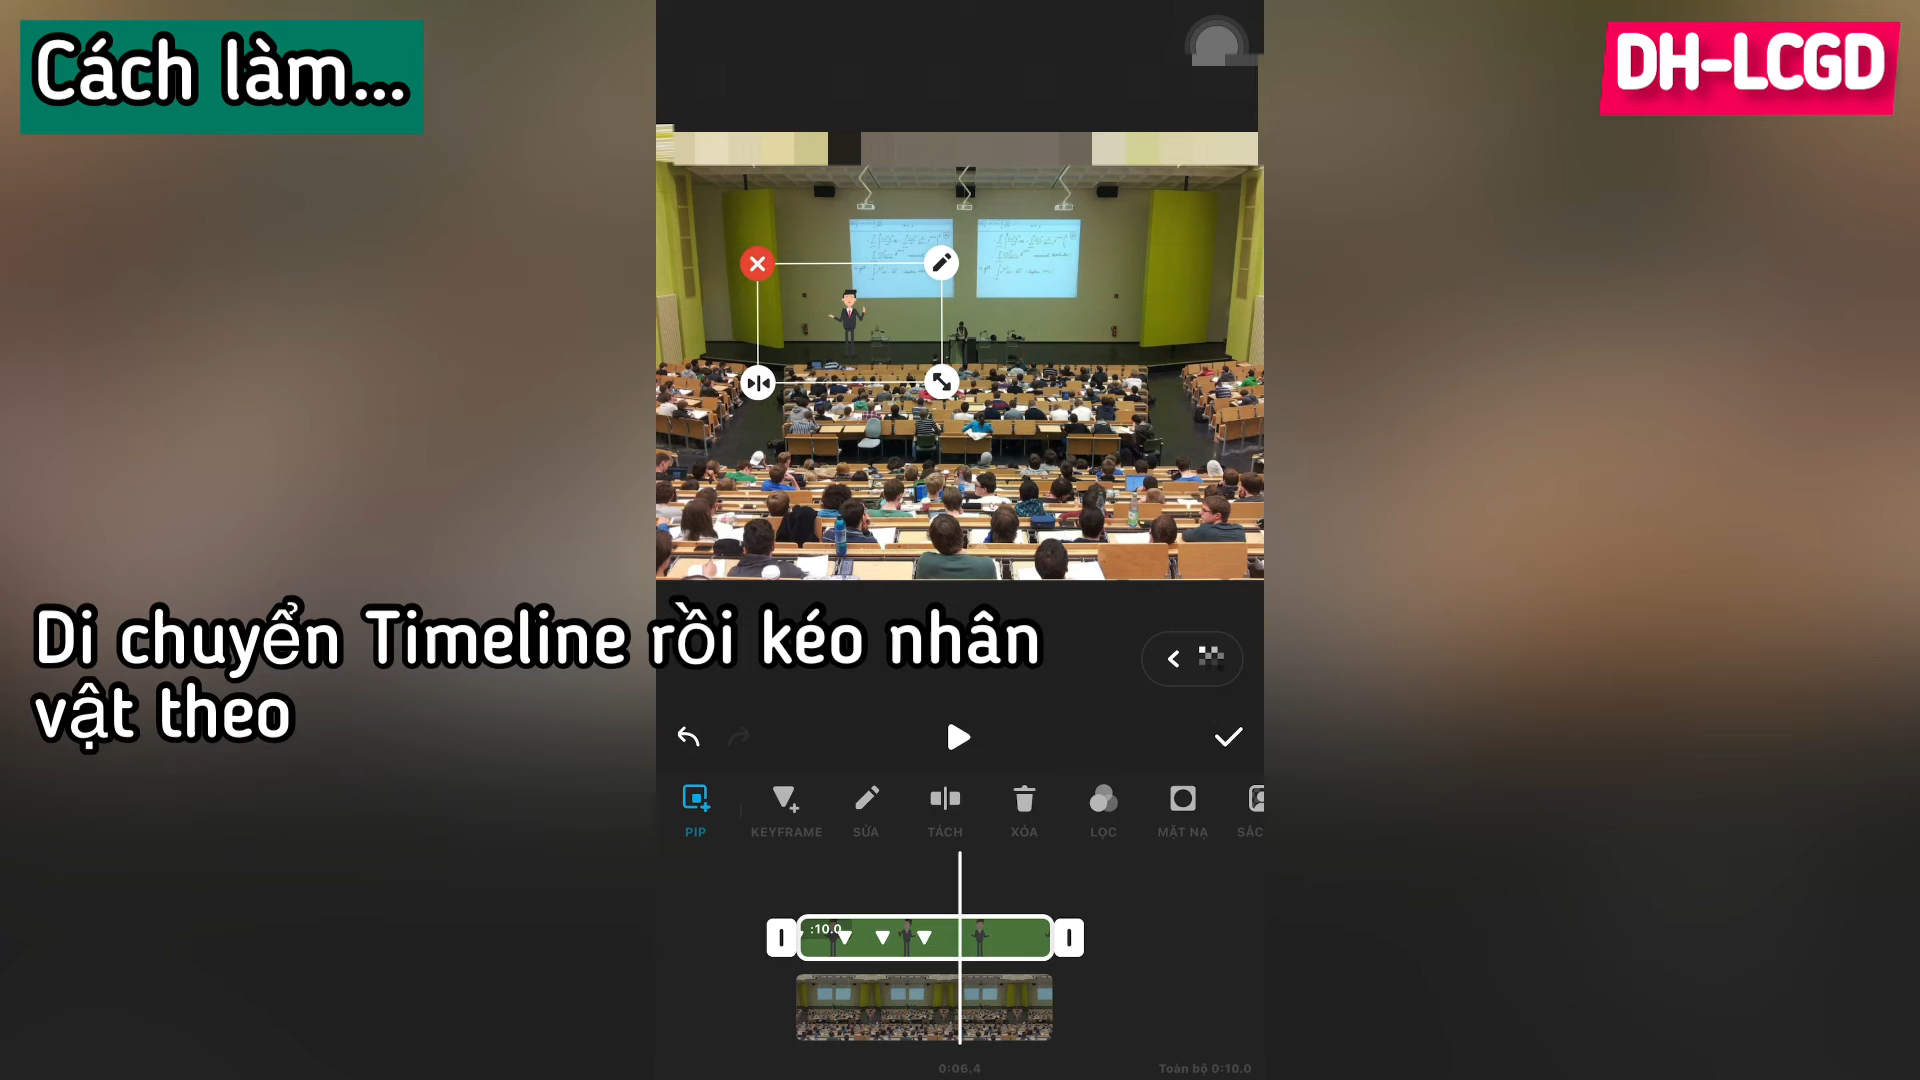 Cách làm...
DH-LCGD
Di chuyển Timeline rồi kéo nhân
vật theo
PIP
KEYFRAME
SỬA
TÁCH
XÓA
LỌC
MẶT NẠ
SẮC
:10.0
0:06.4
Toàn bộ 0:10.0